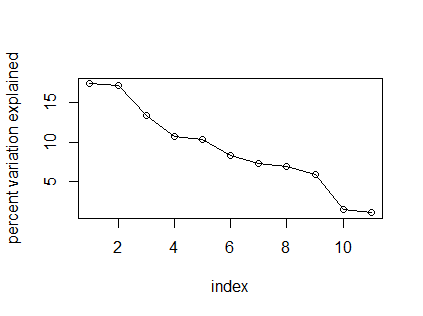 percent variation explained
15
10
5
2 4 6 8 10
index